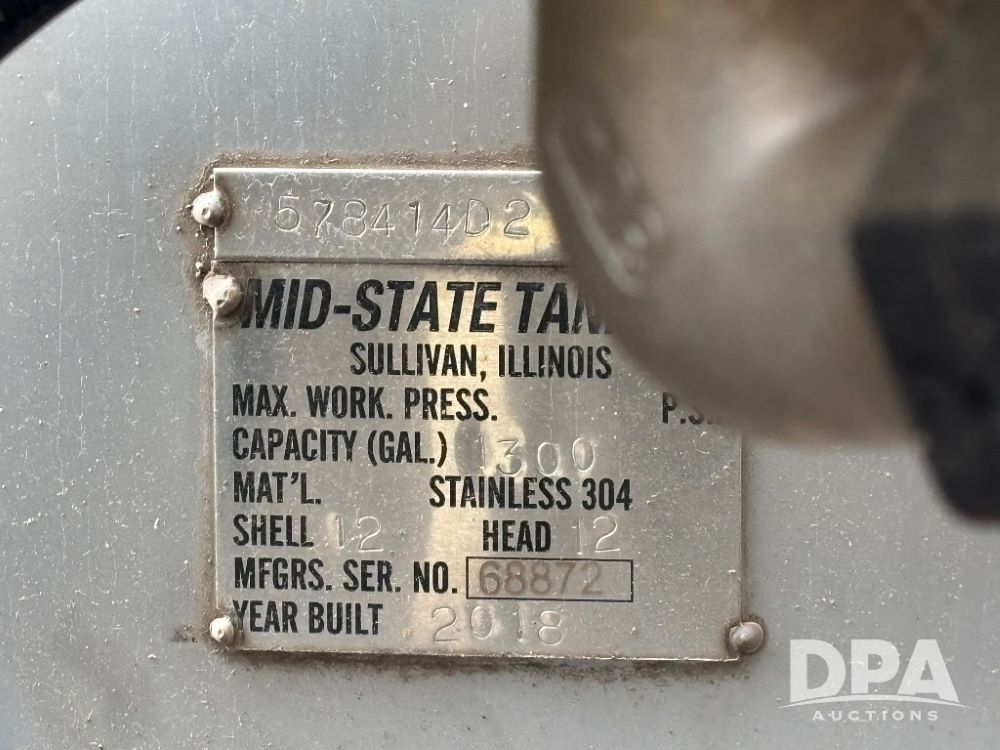 578414D2
MID-STATE TAN
SULLIVAN, ILLINOIS
MAX. WORK. PRESS. P.S.
CAPACITY (GAL.) 1300
MAT'L. STAINLESS 304
SHELL 12 HEAD 12
MFGRS. SER. NO. 68872
YEAR BUILT 2018
DPA
AUCTIONS